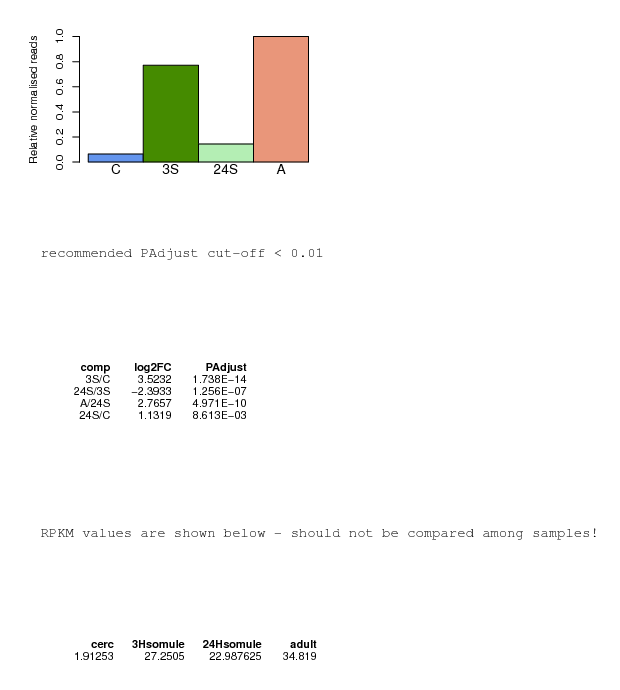 Relative normalised reads
1.0
0.8
0.6
0.4
0.2
0.0
C 3S 24S A
recommended PAdjust cut-off < 0.01
comp log2FC PAdjust
3S/C 3.5232 1.738E−14
24S/3S −2.3933 1.256E−07
A/24S 2.7657 4.971E−10
24S/C 1.1319 8.613E−03
RPKM values are shown below - should not be compared among samples!
cerc 3Hsomule 24Hsomule adult
1.91253 27.2505 22.987625 34.819